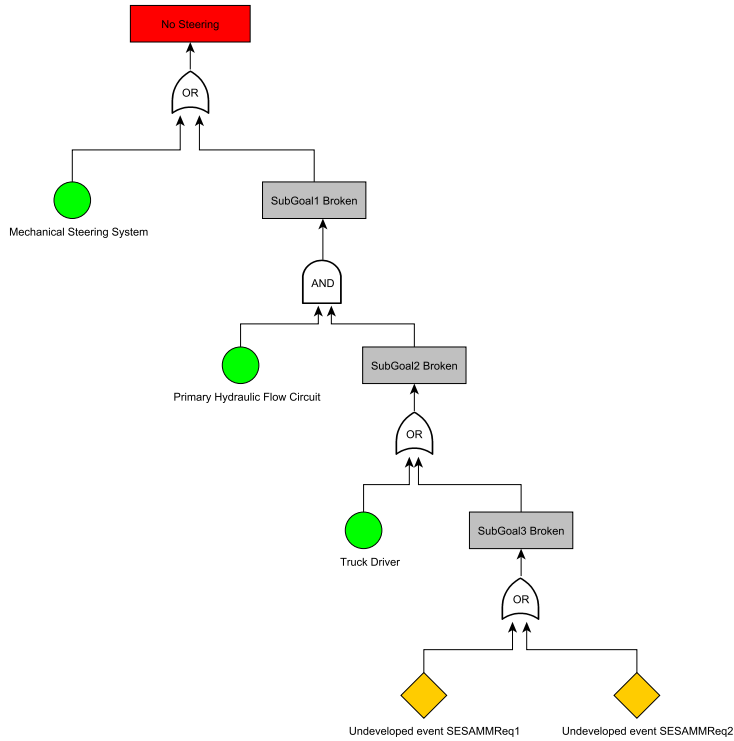 No Steering
OR
Mechanical Steering System
SubGoal1 Broken
AND
Primary Hydraulic Flow Circuit
SubGoal2 Broken
OR
Truck Driver
SubGoal3 Broken
OR
Undeveloped event SESAMMReq1
Undeveloped event SESAMMReq2